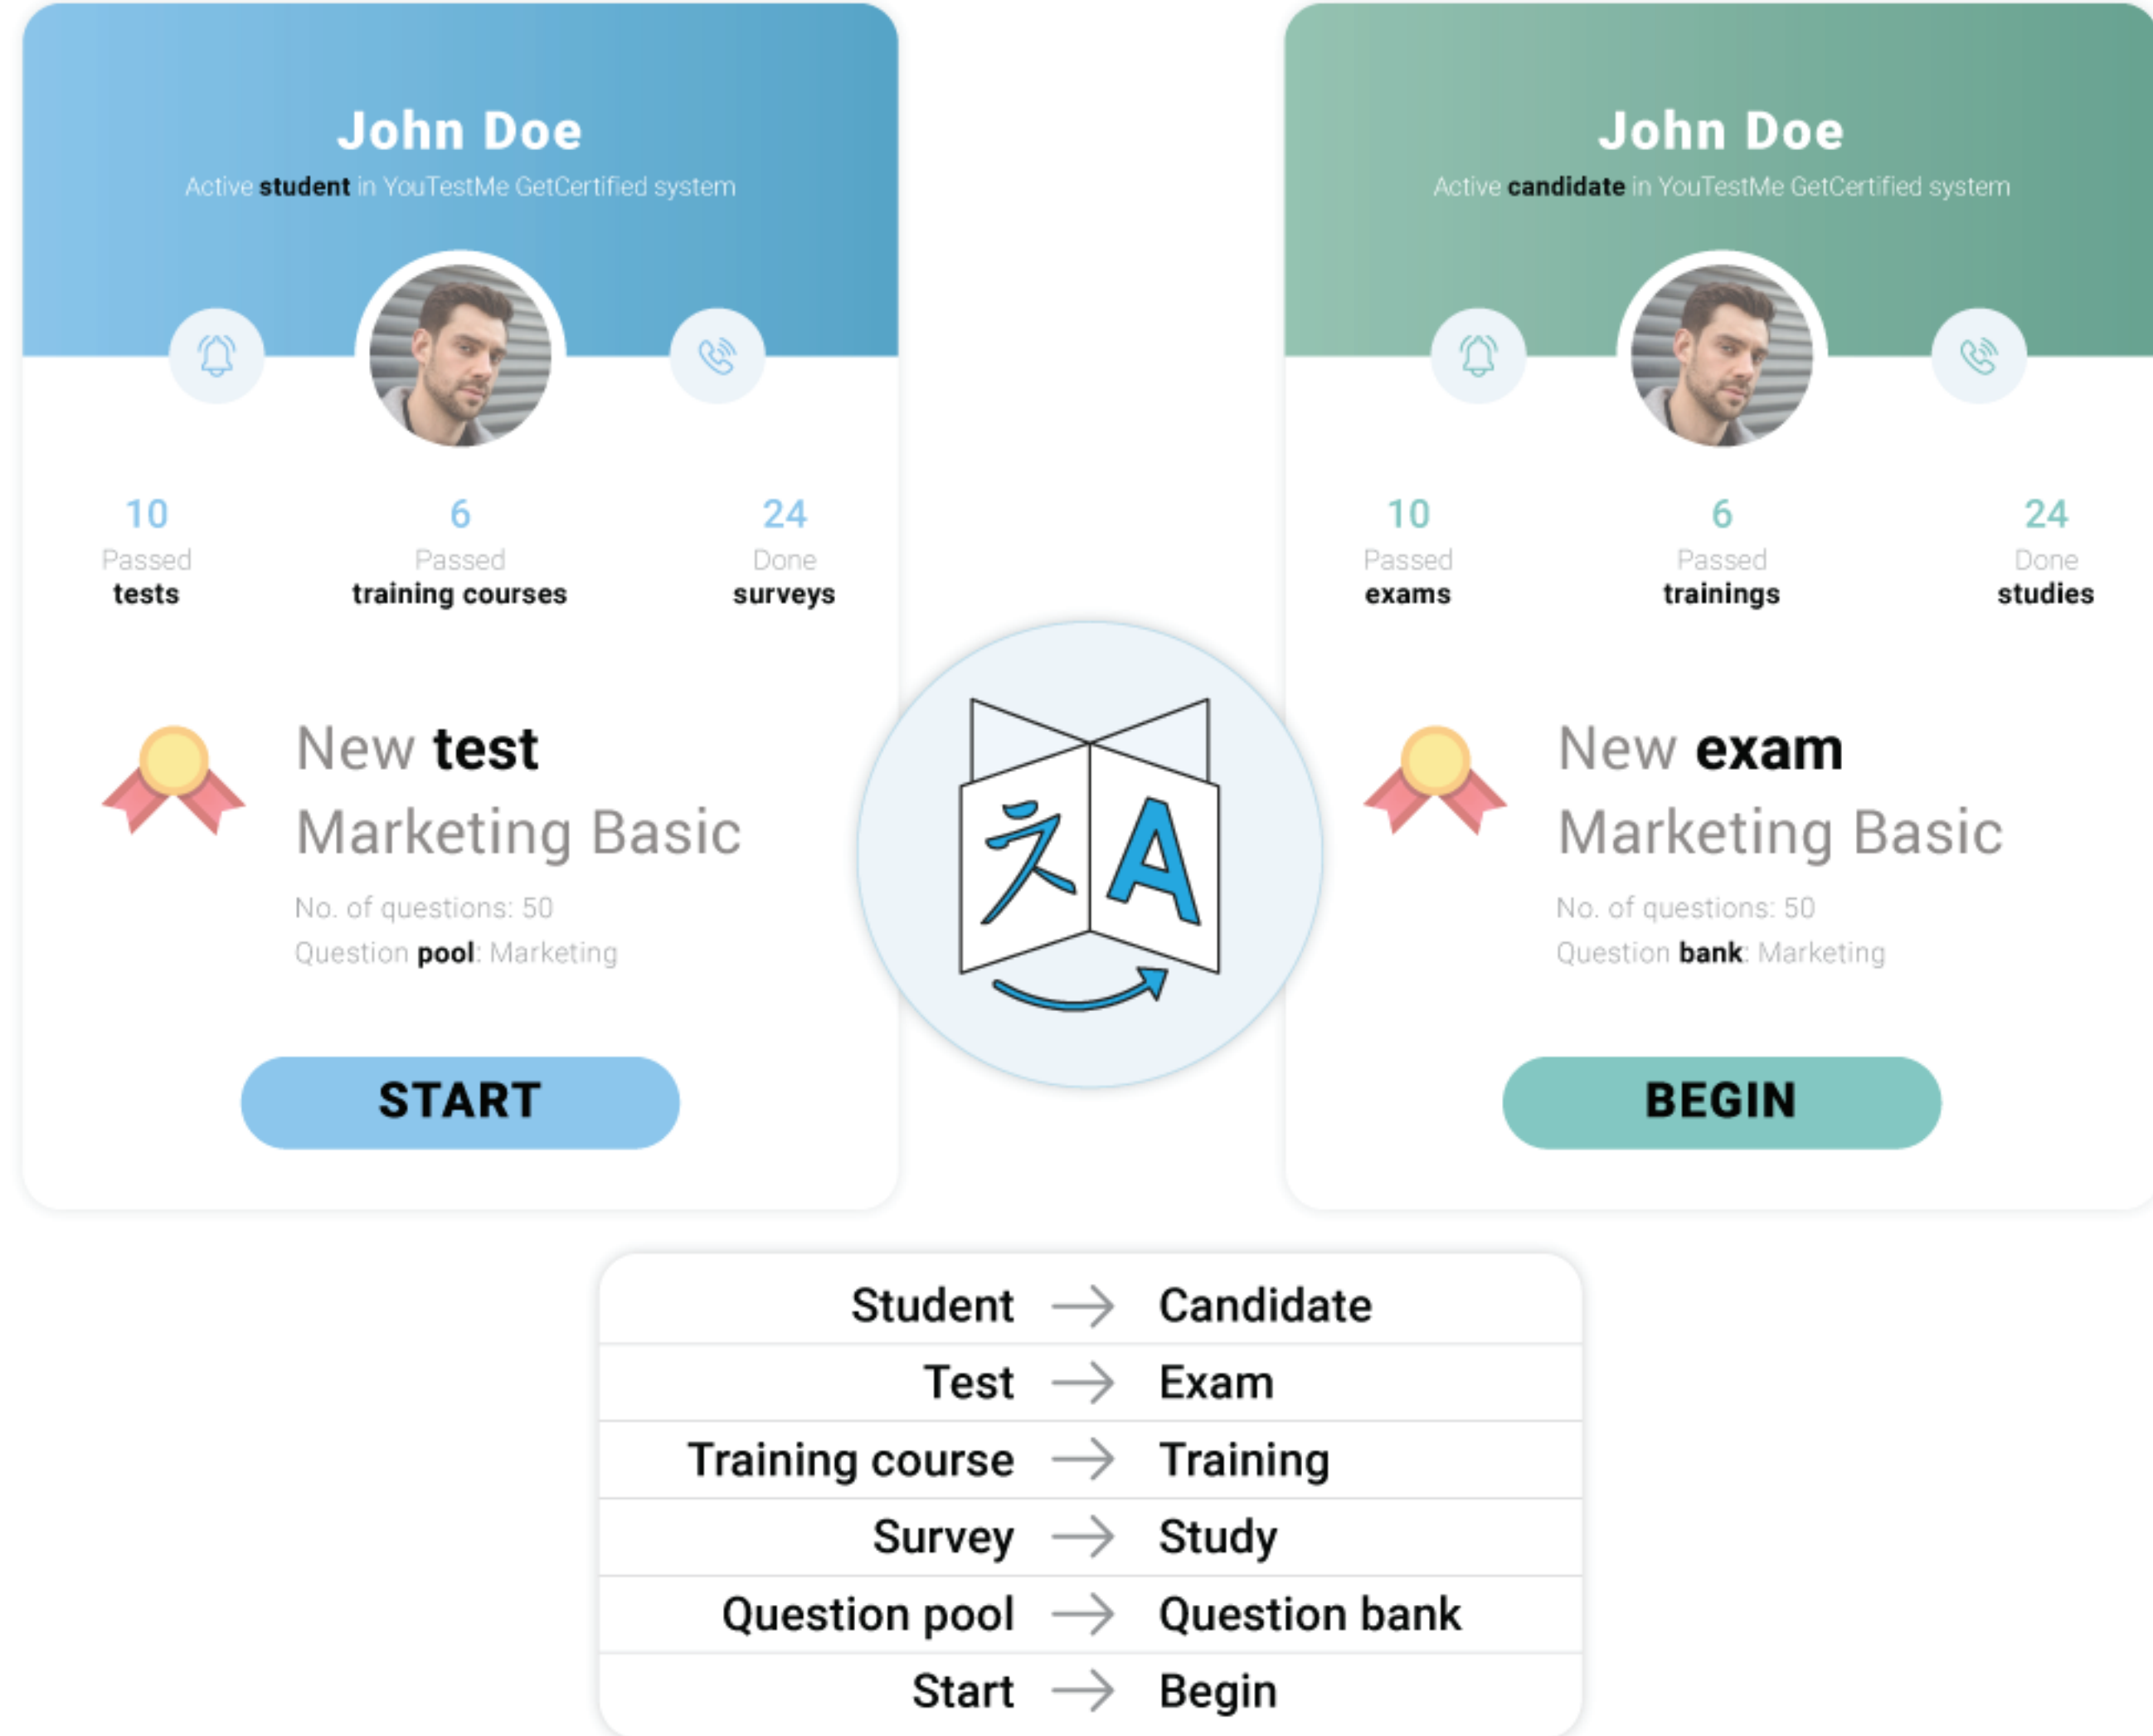 John Doe
Active student in YouTestMe GetCertified system
10
Passed
tests
6
Passed
training courses
24
Done
surveys
New test
Marketing Basic
No. of questions: 50
Question pool: Marketing
START
John Doe
Active candidate in YouTestMe GetCertified system
10
Passed
exams
6
Passed
trainings
24
Done
studies
New exam
Marketing Basic
No. of questions: 50
Question bank: Marketing
BEGIN
A
Student → Candidate
Test → Exam
Training course → Training
Survey → Study
Question pool → Question bank
Start → Begin